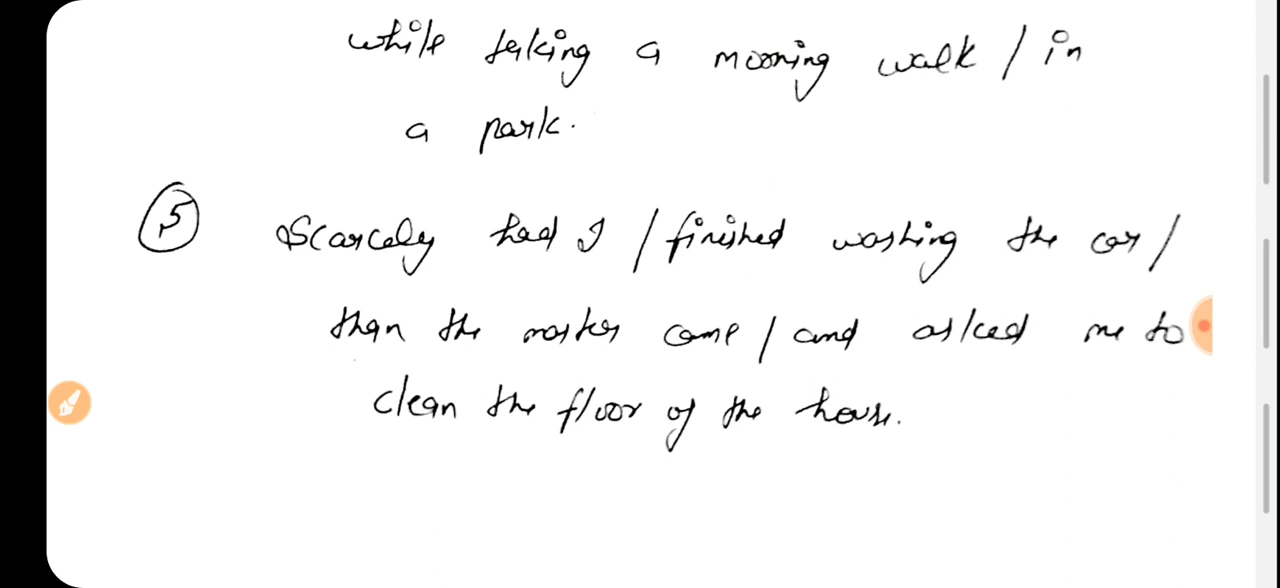 while taking a morning walk / in
a park.
⑤ Scarcely had I / finished washing the car /
than the master came / and asked me to
clean the floor of the house.